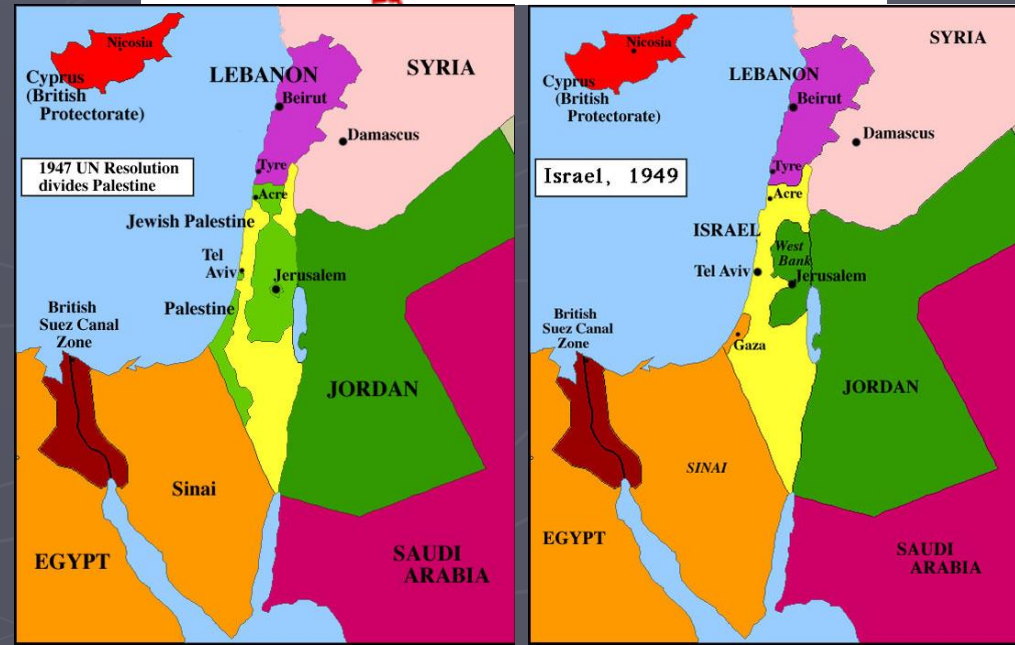 Nicosia
Cyprus
(British
Protectorate)
LEBANON
SYRIA
Beirut
Damascus
1947 UN Resolution
divides Palestine
Tyre
Acre
Jewish Palestine
Tel
Aviv
Jerusalem
Palestine
British
Suez Canal
Zone
JORDAN
Sinai
EGYPT
SAUDI
ARABIA
Nicosia
Cyprus
(British
Protectorate)
SYRIA
LEBANON
Beirut
Damascus
Israel, 1949
Tyre
Acre
ISRAEL
West
Bank
Tel Aviv
Jerusalem
British
Suez Canal
Zone
Gaza
JORDAN
SINAI
EGYPT
SAUDI
ARABIA